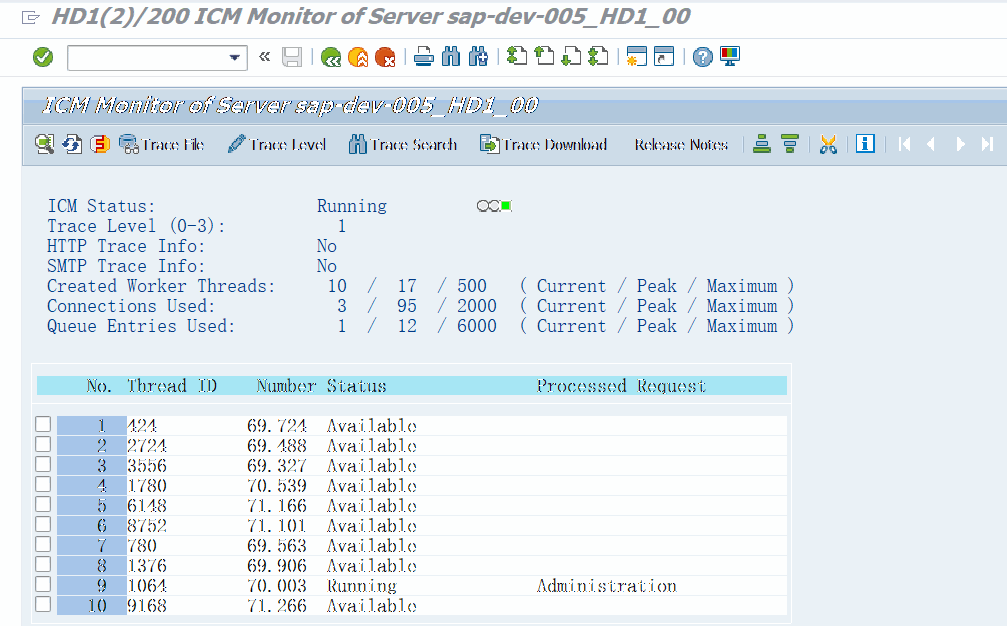 HD1(2)/200 ICM Monitor of Server sap-dev-005_HD1_00
ICM Monitor of Server sap-dev-005_HD1_00
Trace File Trace Level Trace Search Trace Download Release Notes
ICM Status: Running
Trace Level (0-3): 1
HTTP Trace Info: No
SMTP Trace Info: No
Created Worker Threads: 10 / 17 / 500 ( Current / Peak / Maximum )
Connections Used: 3 / 95 / 2000 ( Current / Peak / Maximum )
Queue Entries Used: 1 / 12 / 6000 ( Current / Peak / Maximum )
No. Thread ID Number Status Processed Request
1 424 69.724 Available
2 2724 69.488 Available
3 3556 69.327 Available
4 1780 70.539 Available
5 6148 71.166 Available
6 8752 71.101 Available
7 780 69.563 Available
8 1376 69.906 Available
9 1064 70.003 Running Administration
10 9168 71.266 Available